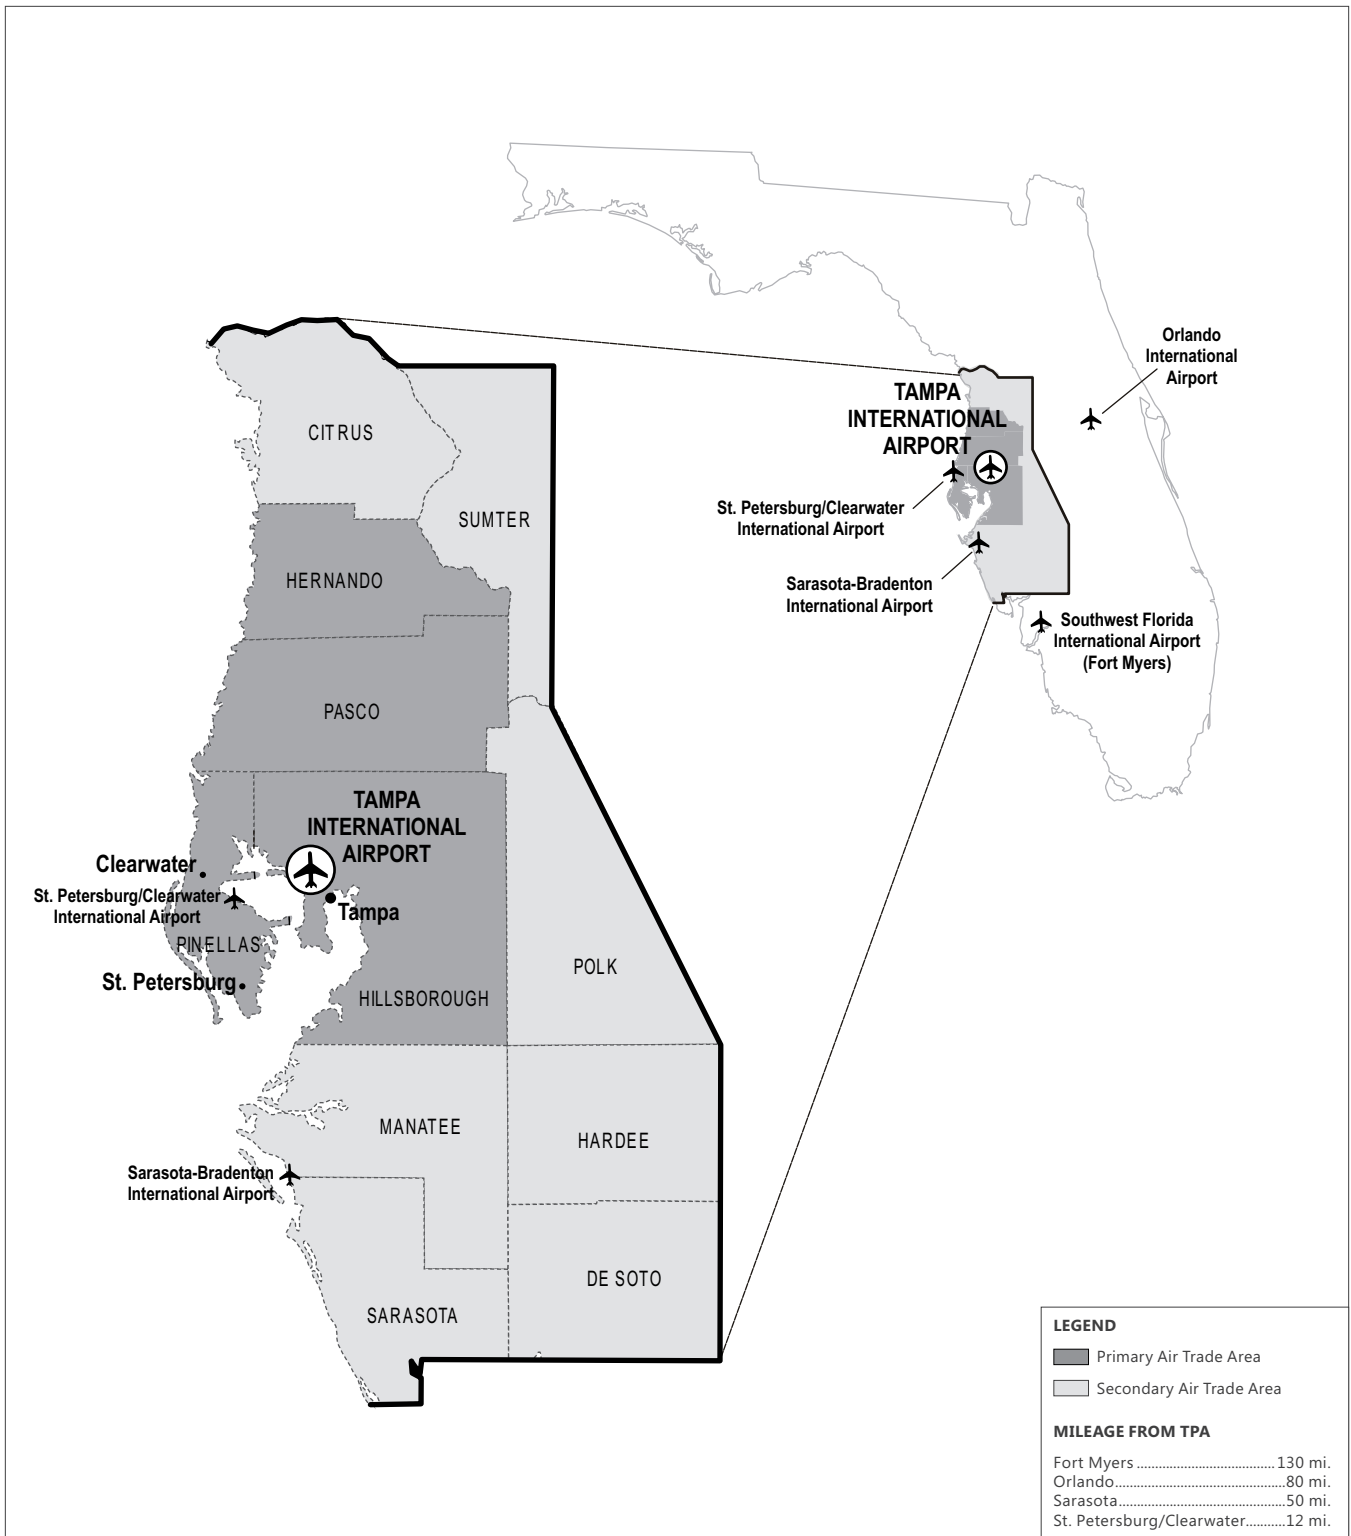 Orlando
International
Airport
TAMPA
INTERNATIONAL
AIRPORT
St. Petersburg/Clearwater
International Airport
Sarasota-Bradenton
International Airport
Southwest Florida
International Airport
(Fort Myers)
CITRUS
SUMTER
HERNANDO
PASCO
TAMPA
INTERNATIONAL
AIRPORT
Clearwater
St. Petersburg/Clearwater
International Airport
Tampa
PINELLAS
St. Petersburg
HILLSBOROUGH
POLK
MANATEE
HARDEE
Sarasota-Bradenton
International Airport
DE SOTO
SARASOTA
LEGEND
Primary Air Trade Area
Secondary Air Trade Area
MILEAGE FROM TPA
Fort Myers.....................................130 mi.
Orlando..............................................80 mi.
Sarasota.............................................50 mi.
St. Petersburg/Clearwater...........12 mi.